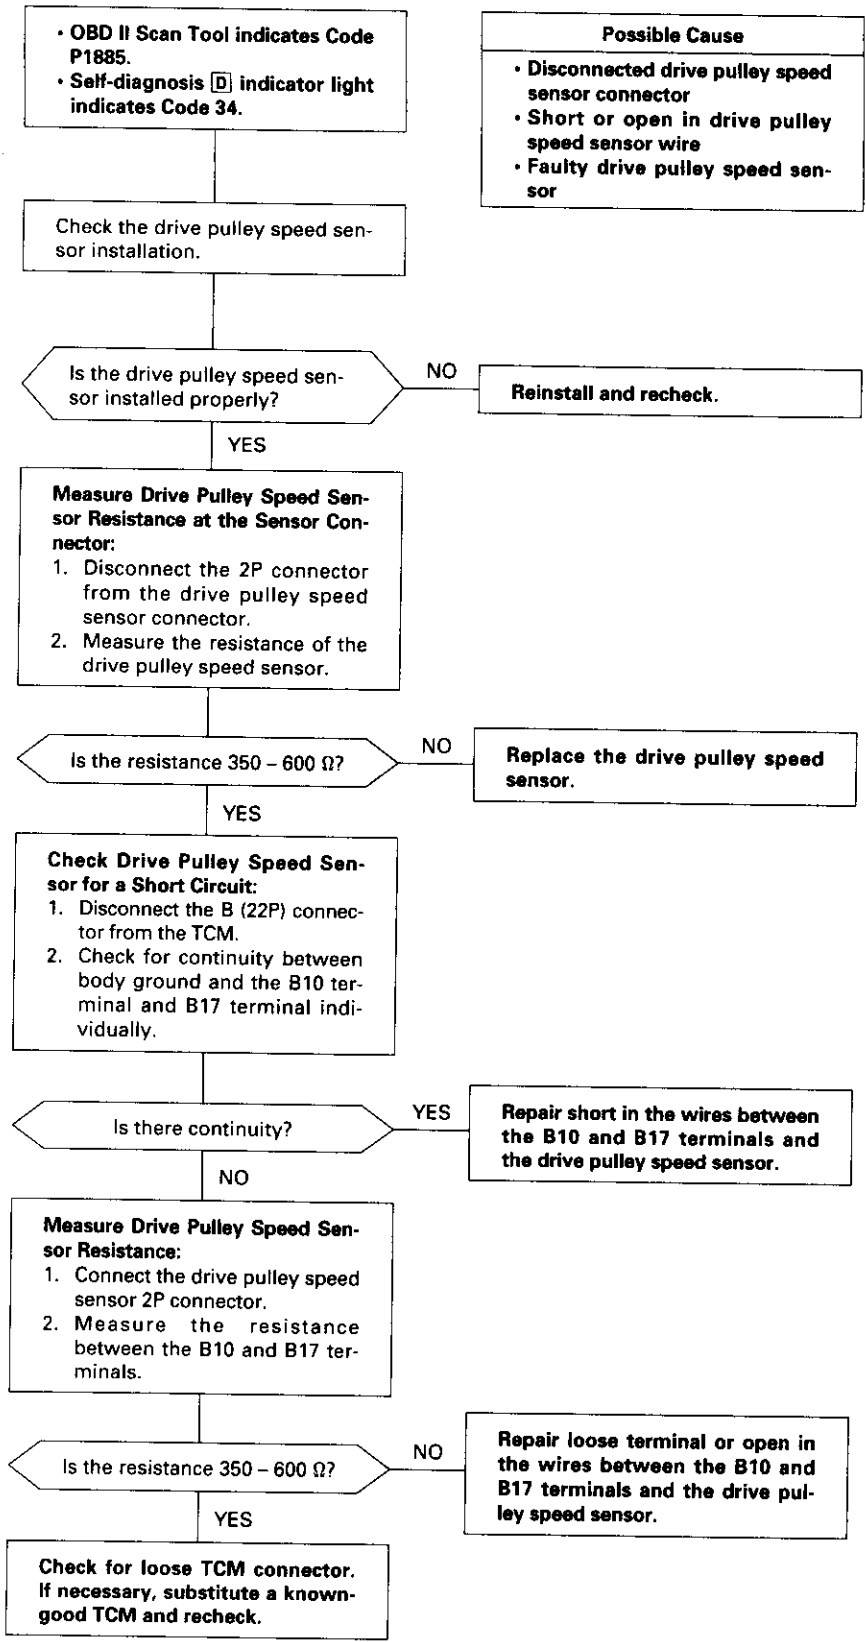 • OBD II Scan Tool indicates Code
P1885.
• Self-diagnosis D indicator light
indicates Code 34.
Possible Cause
• Disconnected drive pulley speed
sensor connector
• Short or open in drive pulley
speed sensor wire
• Faulty drive pulley speed sen-
sor
Check the drive pulley speed sen-
sor installation.
Is the drive pulley speed sen-
sor installed properly?
NO
Reinstall and recheck.
YES
Measure Drive Pulley Speed Sen-
sor Resistance at the Sensor Con-
nector:
1. Disconnect the 2P connector
from the drive pulley speed
sensor connector.
2. Measure the resistance of the
drive pulley speed sensor.
Is the resistance 350 – 600 Ω?
NO
Replace the drive pulley speed
sensor.
YES
Check Drive Pulley Speed Sen-
sor for a Short Circuit:
1. Disconnect the B (22P) connec-
tor from the TCM.
2. Check for continuity between
body ground and the B10 ter-
minal and B17 terminal indi-
vidually.
Is there continuity?
YES
Repair short in the wires between
the B10 and B17 terminals and
the drive pulley speed sensor.
NO
Measure Drive Pulley Speed Sen-
sor Resistance:
1. Connect the drive pulley speed
sensor 2P connector.
2. Measure the resistance
between the B10 and B17 ter-
minals.
Is the resistance 350 – 600 Ω?
NO
Repair loose terminal or open in
the wires between the B10 and
B17 terminals and the drive pul-
ley speed sensor.
YES
Check for loose TCM connector.
If necessary, substitute a known-
good TCM and recheck.